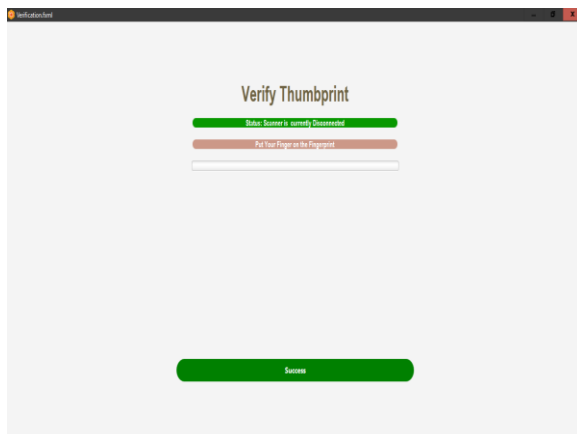 Verification.fxml
Verify Thumbprint
Status: Scanner is currently Disconnected
Put Your Finger on the Fingerprint
Success